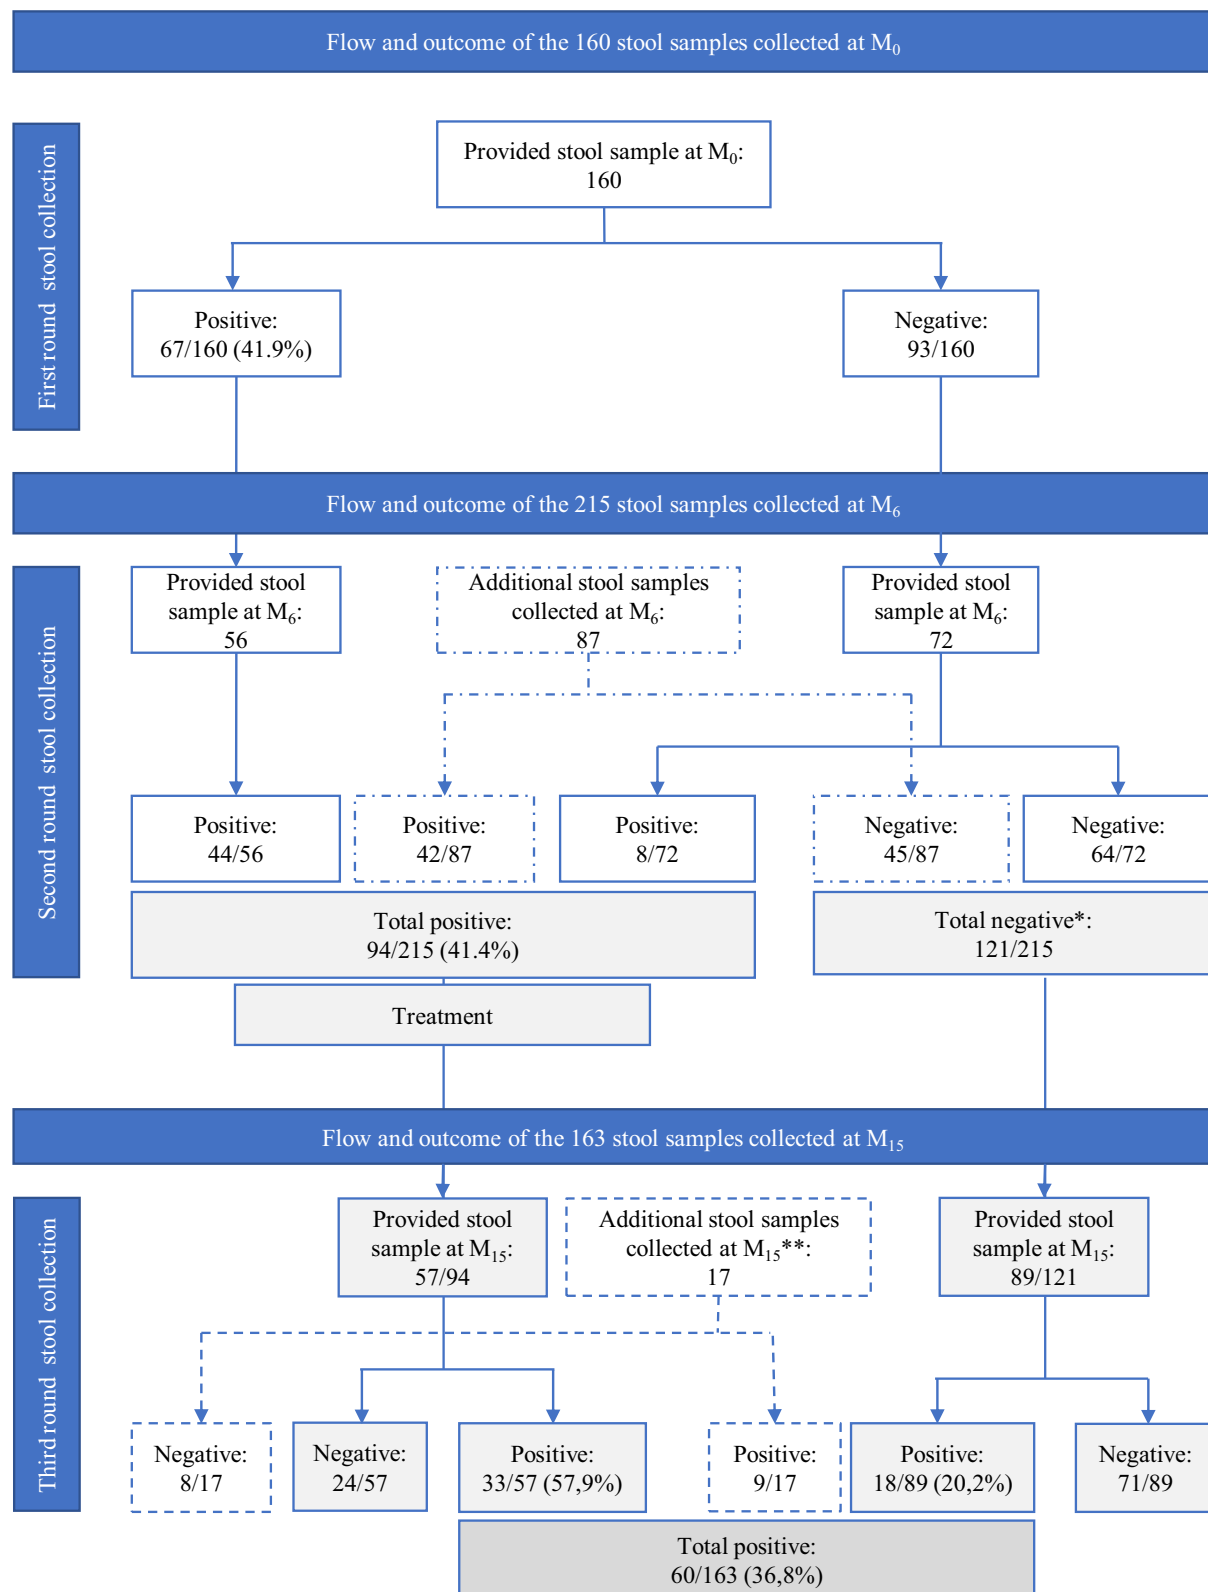 Flow and outcome of the 160 stool samples collected at M₀
First round stool collection
Provided stool sample at M₀:
160
Positive:
67/160 (41.9%)
Negative:
93/160
Flow and outcome of the 215 stool samples collected at M₆
Second round stool collection
Provided stool
sample at M₆:
56
Additional stool samples
collected at M₆:
87
Provided stool
sample at M₆:
72
Positive:
44/56
Positive:
42/87
Positive:
8/72
Negative:
45/87
Negative:
64/72
Total positive:
94/215 (41.4%)
Total negative*:
121/215
Treatment
Flow and outcome of the 163 stool samples collected at M₁₅
Third round stool collection
Provided stool
sample at M₁₅:
57/94
Additional stool samples
collected at M₁₅**:
17
Provided stool
sample at M₁₅:
89/121
Negative:
8/17
Negative:
24/57
Positive:
33/57 (57,9%)
Positive:
9/17
Positive:
18/89 (20,2%)
Negative:
71/89
Total positive:
60/163 (36,8%)